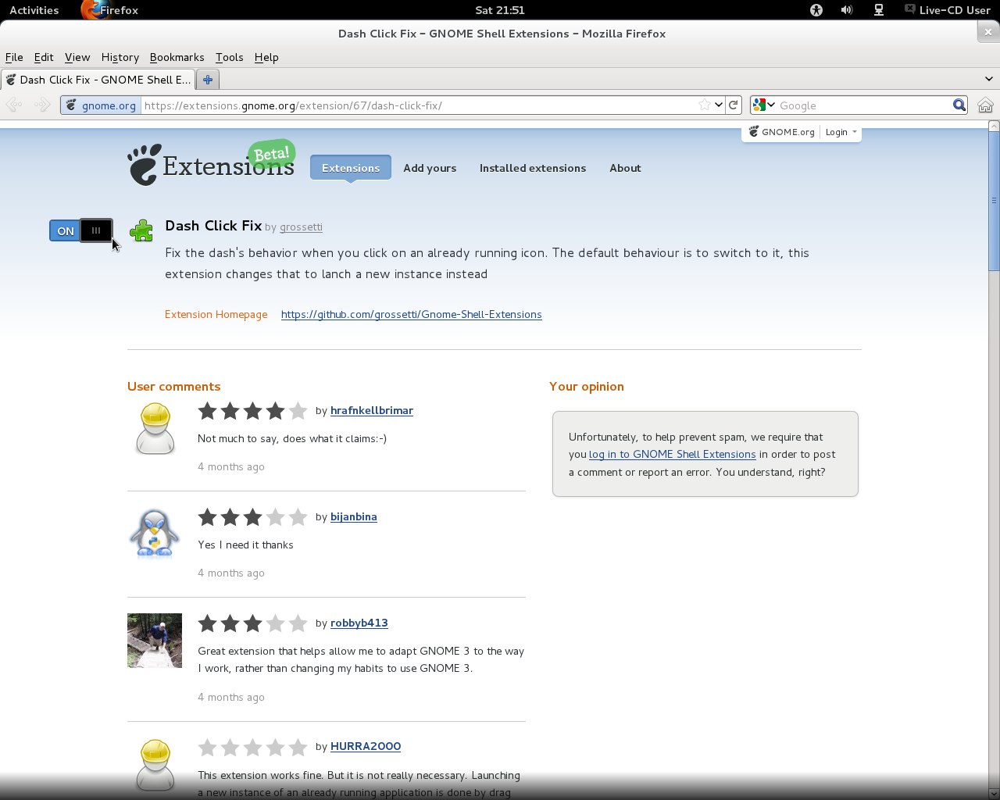 Activities Firefox Sat 21:51 Live-CD User
Dash Click Fix - GNOME Shell Extensions - Mozilla Firefox
File Edit View History Bookmarks Tools Help
Dash Click Fix - GNOME Shell E...
gnome.org https://extensions.gnome.org/extension/67/dash-click-fix/ Google
GNOME.org Login
Extensions Beta! Extensions Add yours Installed extensions About
ON Dash Click Fix by grossetti
Fix the dash's behavior when you click on an already running icon. The default behaviour is to switch to it, this
extension changes that to lanch a new instance instead
Extension Homepage https://github.com/grossetti/Gnome-Shell-Extensions
User comments
by hrafnkellbrimar
Not much to say, does what it claims:-)
4 months ago
by bijanbina
Yes I need it thanks
4 months ago
by robbyb413
Great extension that helps allow me to adapt GNOME 3 to the way
I work, rather than changing my habits to use GNOME 3.
4 months ago
by HURRA2000
This extension works fine. But it is not really necessary. Launching
a new instance of an already running application is done by drag
Your opinion
Unfortunately, to help prevent spam, we require that
you log in to GNOME Shell Extensions in order to post
a comment or report an error. You understand, right?